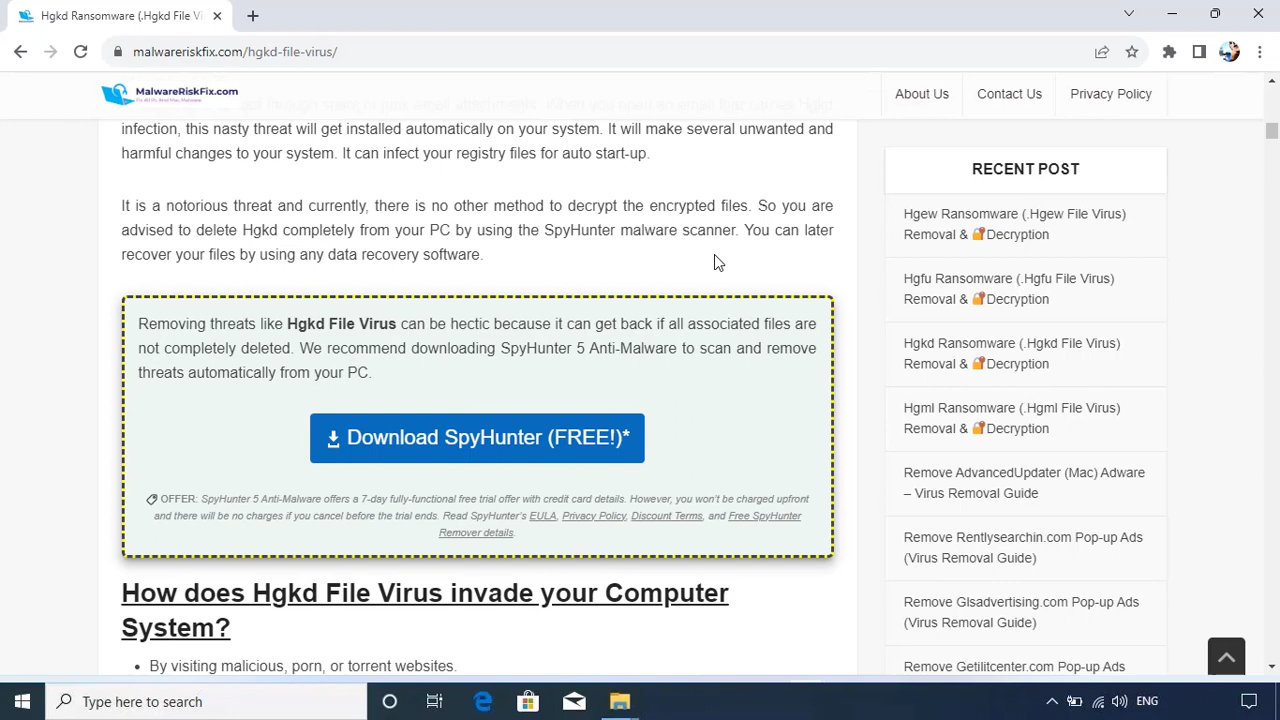 Hgkd Ransomware (.Hgkd File Vi
malwareriskfix.com/hgkd-file-virus/
MalwareRiskFix.com
Fix All Pc And Mac Malware
About Us
Contact Us
Privacy Policy
infection, this nasty threat will get installed automatically on your system. It will make several unwanted and
harmful changes to your system. It can infect your registry files for auto start-up.
It is a notorious threat and currently, there is no other method to decrypt the encrypted files. So you are
advised to delete Hgkd completely from your PC by using the SpyHunter malware scanner. You can later
recover your files by using any data recovery software.
Removing threats like Hgkd File Virus can be hectic because it can get back if all associated files are
not completely deleted. We recommend downloading SpyHunter 5 Anti-Malware to scan and remove
threats automatically from your PC.
Download SpyHunter (FREE!)*
OFFER: SpyHunter 5 Anti-Malware offers a 7-day fully-functional free trial offer with credit card details. However, you won't be charged upfront
and there will be no charges if you cancel before the trial ends. Read SpyHunter's EULA, Privacy Policy, Discount Terms, and Free SpyHunter
Remover details.
How does Hgkd File Virus invade your Computer
System?
• By visiting malicious, porn, or torrent websites.
RECENT POST
Hgew Ransomware (.Hgew File Virus)
Removal & 🔐Decryption
Hgfu Ransomware (.Hgfu File Virus)
Removal & 🔐Decryption
Hgkd Ransomware (.Hgkd File Virus)
Removal & 🔐Decryption
Hgml Ransomware (.Hgml File Virus)
Removal & 🔐Decryption
Remove AdvancedUpdater (Mac) Adware
– Virus Removal Guide
Remove Rentlysearchin.com Pop-up Ads
(Virus Removal Guide)
Remove Glsadvertising.com Pop-up Ads
(Virus Removal Guide)
Remove Getilitcenter.com Pop-up Ads
Type here to search
ENG